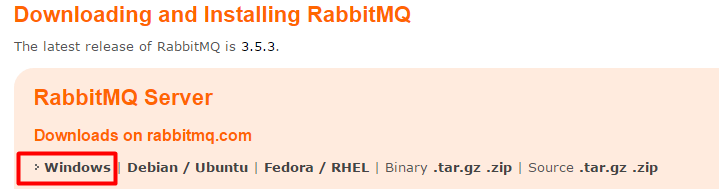 Downloading and Installing RabbitMQ
The latest release of RabbitMQ is 3.5.3.
RabbitMQ Server
Downloads on rabbitmq.com
Windows | Debian / Ubuntu | Fedora / RHEL | Binary .tar.gz .zip | Source .tar.gz .zip